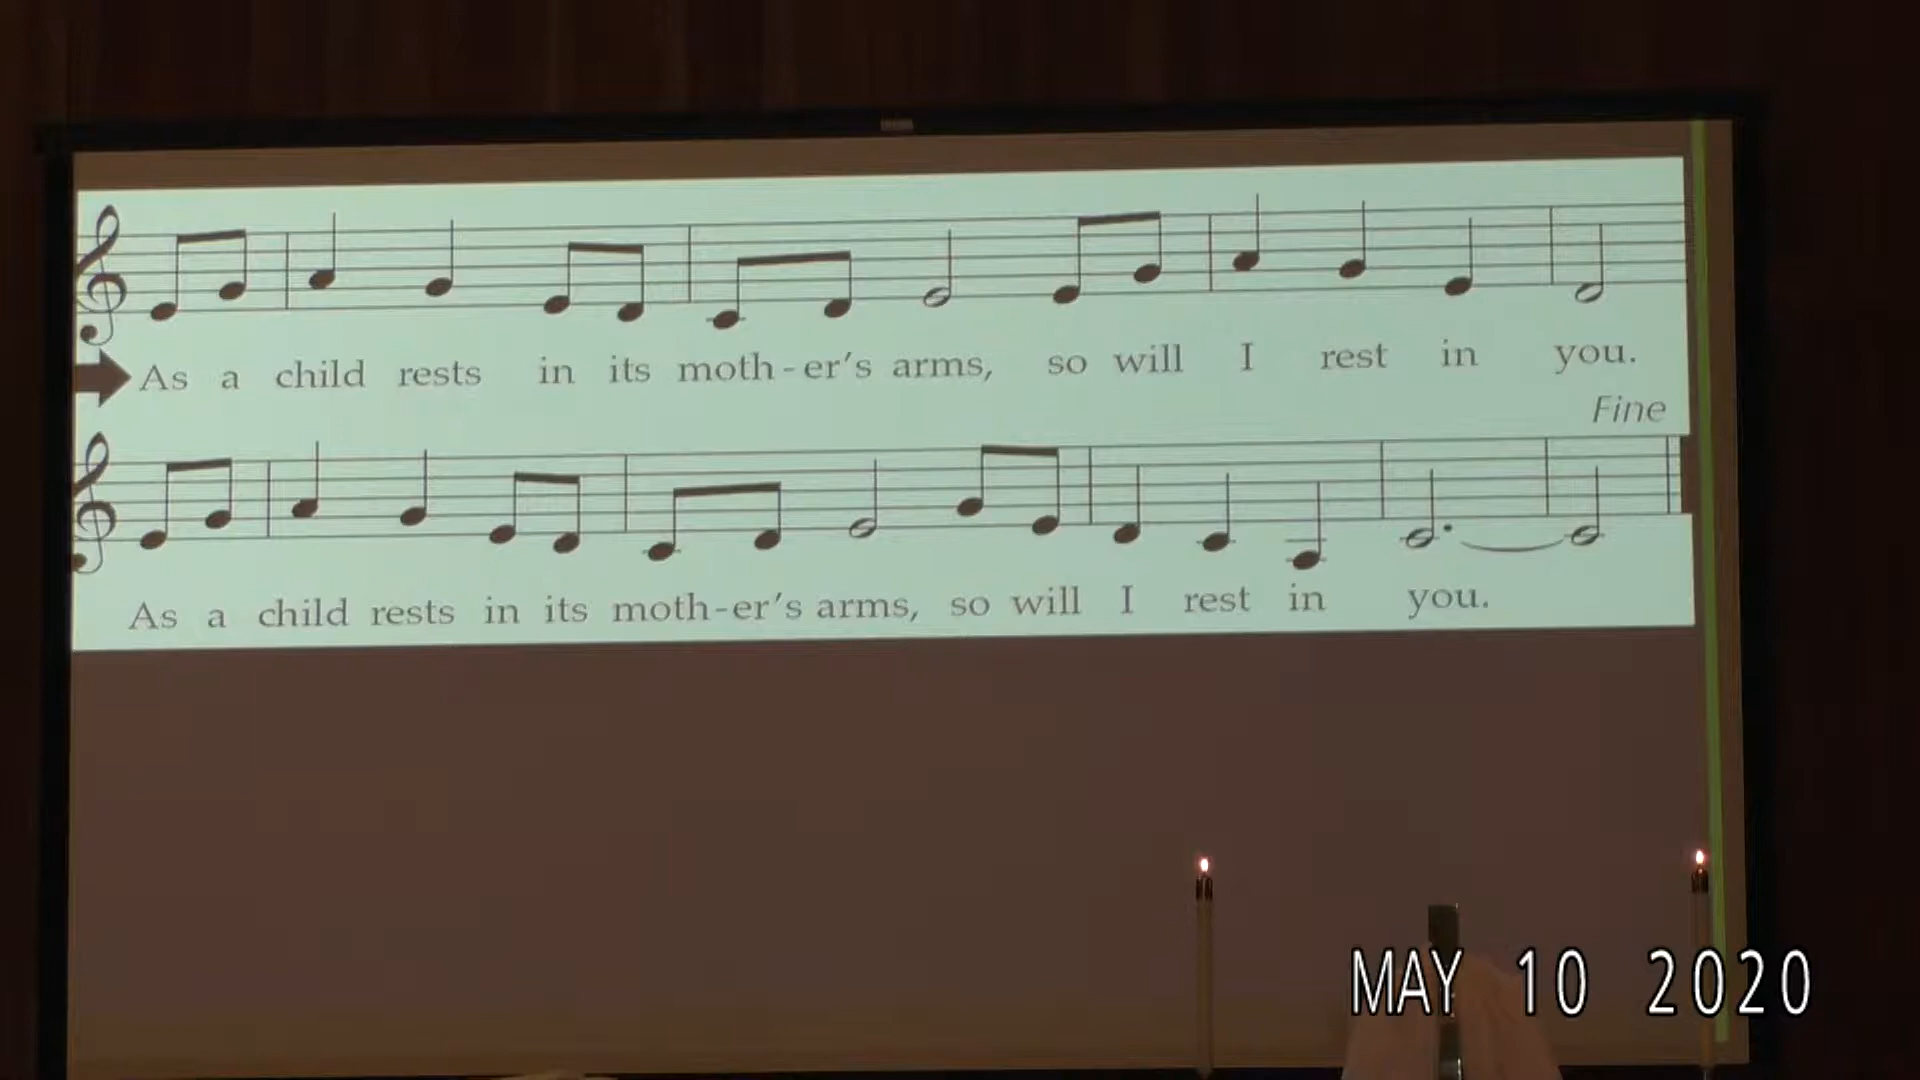 As a child rests in its moth-er's arms, so will I rest in you.
Fine
As a child rests in its moth-er's arms, so will I rest in you.
MAY 10 2020